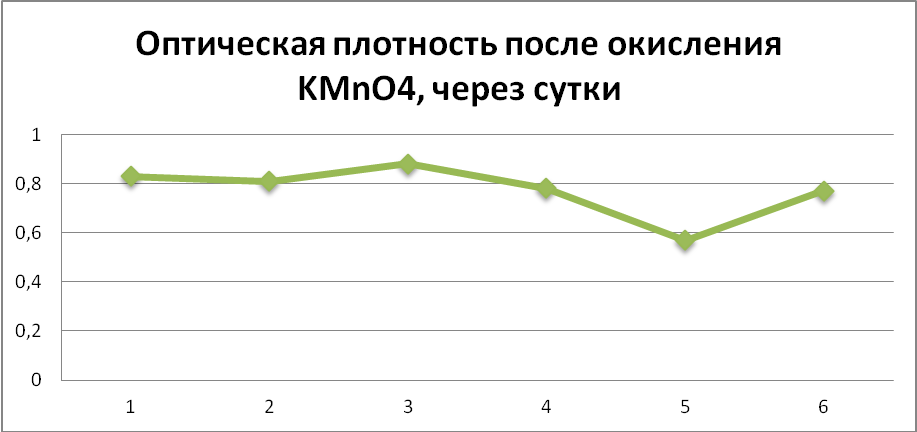 Оптическая плотность после окисления
KMnO4, через сутки
1
0,8
0,6
0,4
0,2
0
1 2 3 4 5 6